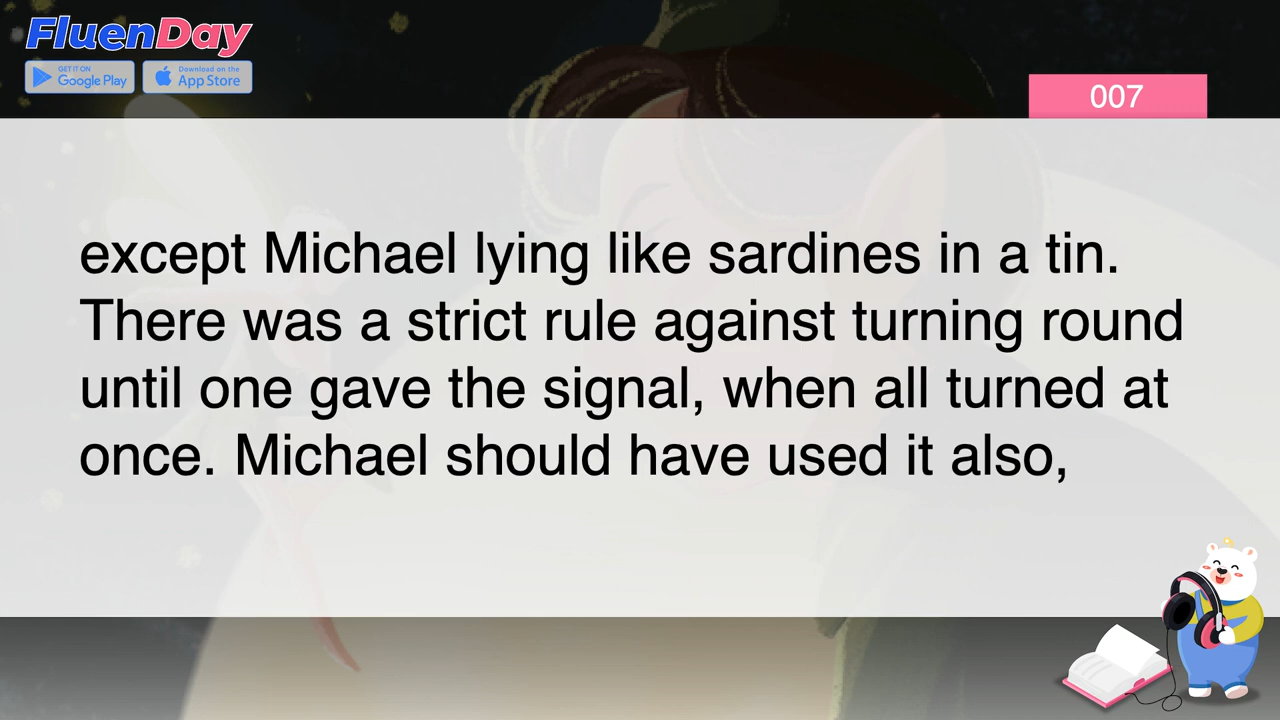 FluenDay
GET IT ON
Google Play
Download on the
App Store
007
except Michael lying like sardines in a tin.
There was a strict rule against turning round
until one gave the signal, when all turned at
once. Michael should have used it also,